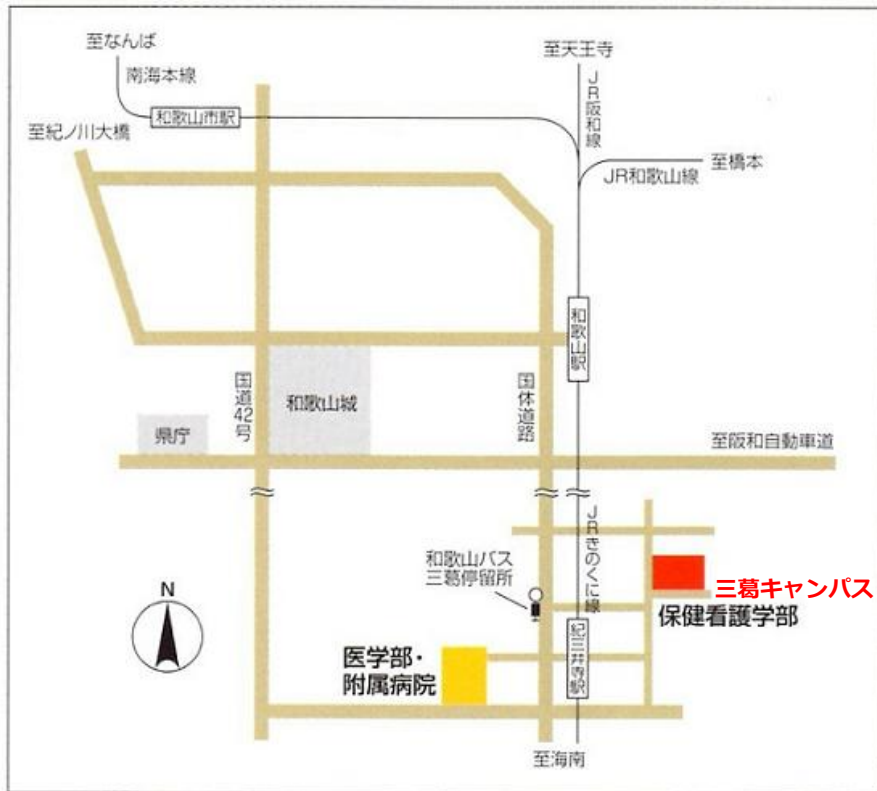 至なんば
南海本線
和歌山市駅
至紀ノ川大橋
至天王寺
JR阪和線
至橋本
JR和歌山線
和歌山駅
国道42号
和歌山城
国体道路
県庁
至阪和自動車道
JRきのくに線
和歌山バス
三葛停留所
三葛キャンパス
保健看護学部
N
紀三井寺駅
医学部・
附属病院
至海南